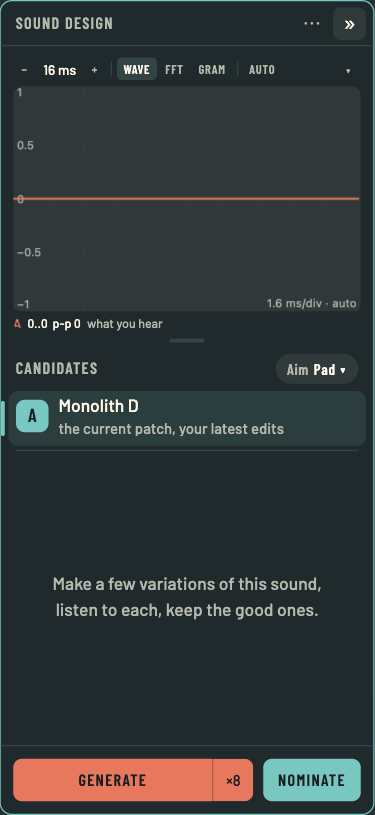 SOUND DESIGN ··· »
− 16 ms + WAVE FFT GRAM AUTO ▾
1
0.5
0
−0.5
−1
1.6 ms/div · auto
A 0..0 p-p 0 what you hear
CANDIDATES Aim Pad ▾
A Monolith D
the current patch, your latest edits
Make a few variations of this sound,
listen to each, keep the good ones.
GENERATE ×8 NOMINATE